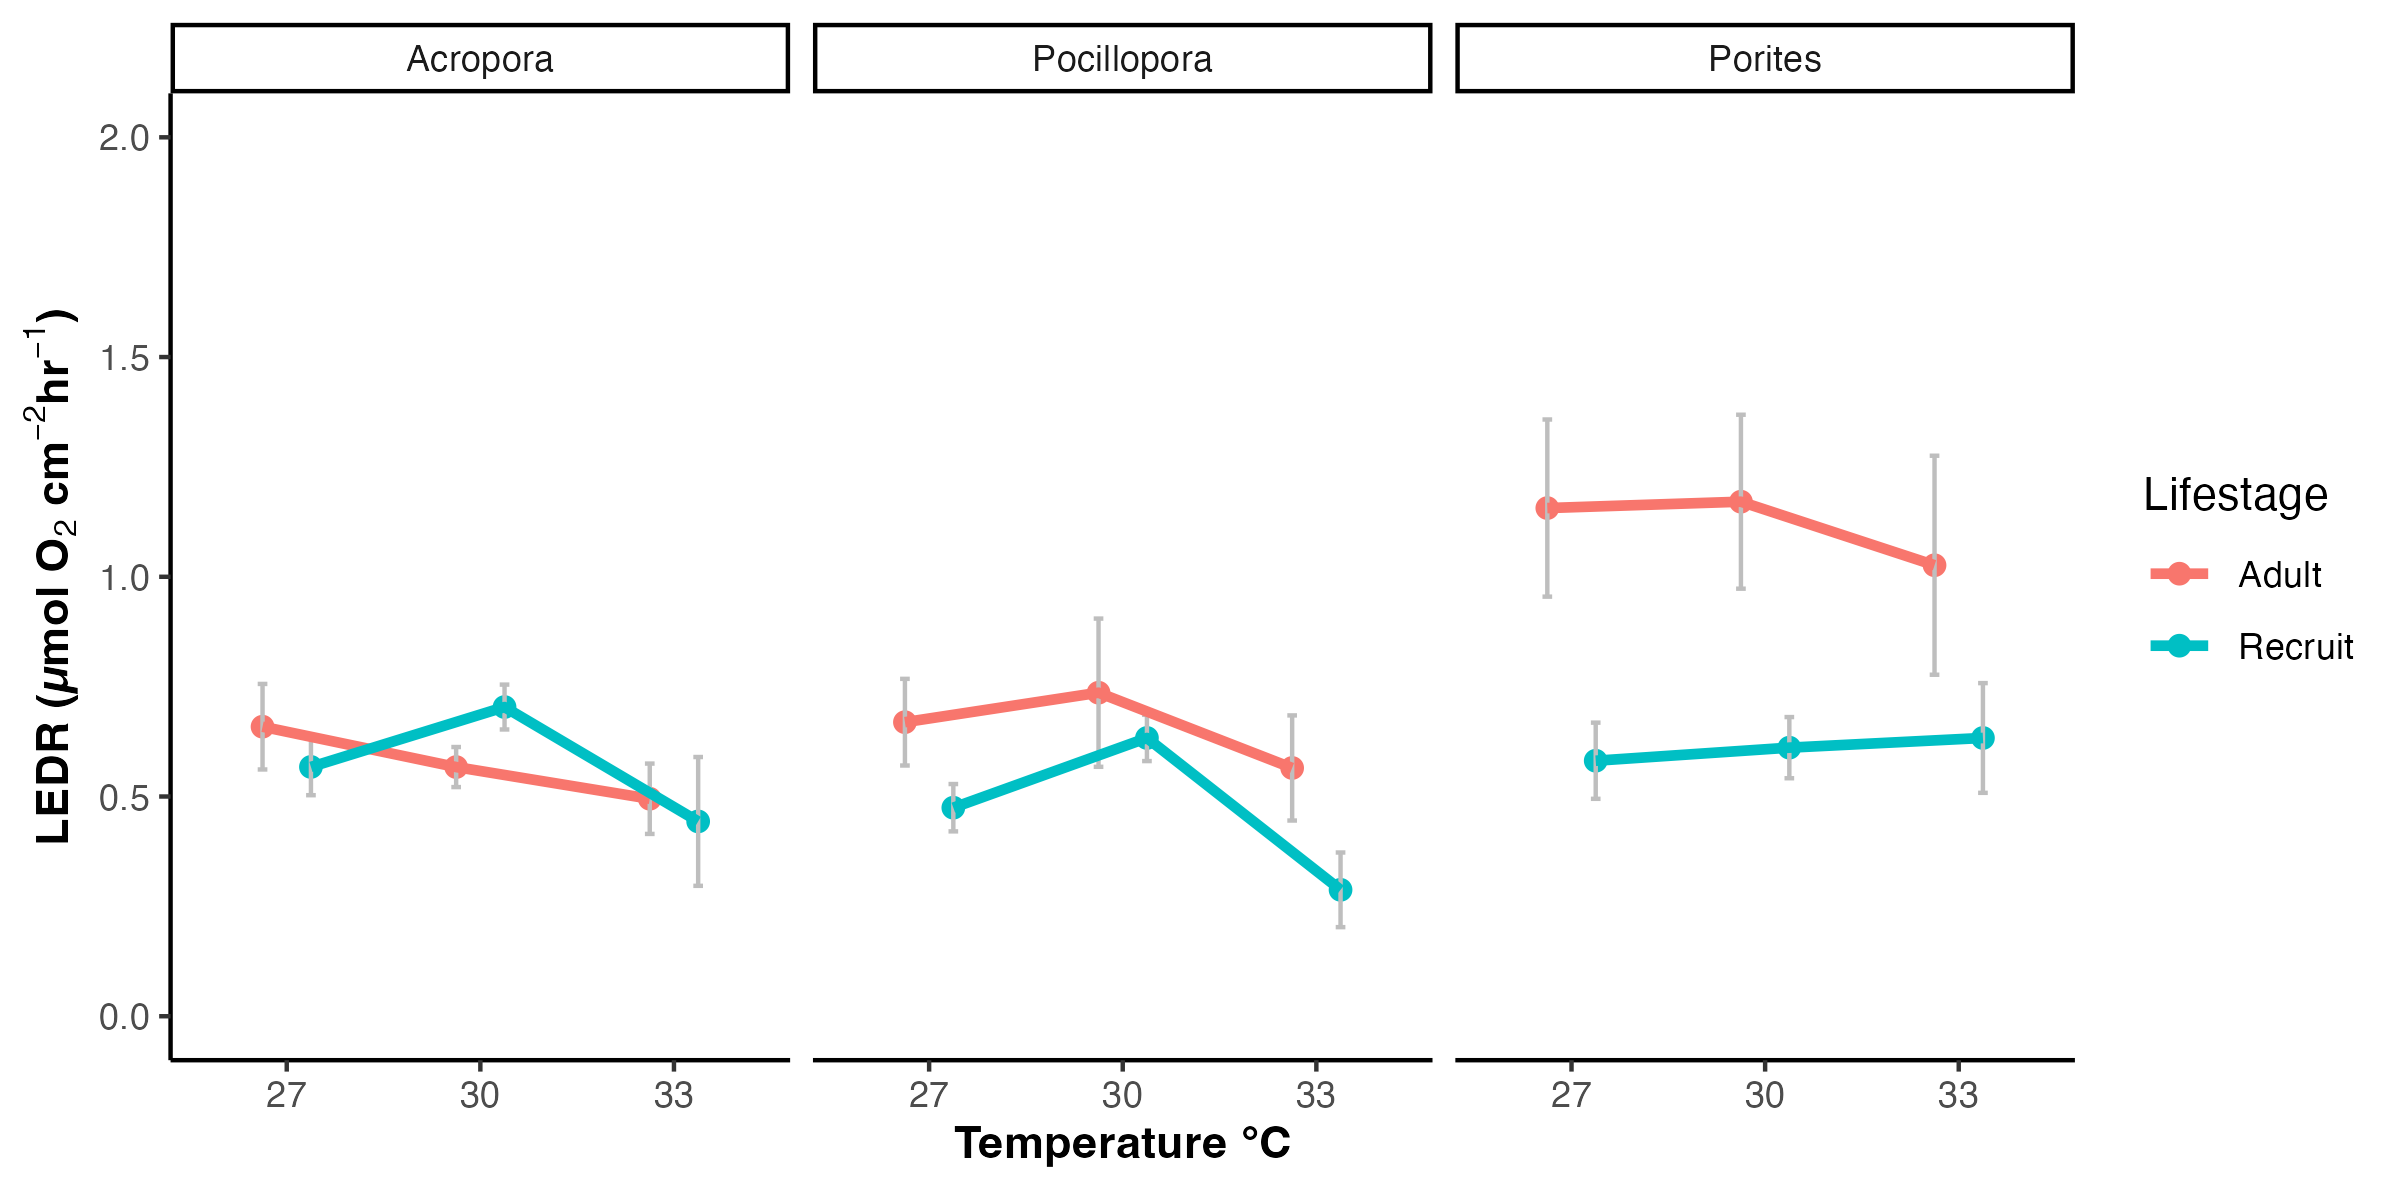 Acropora Pocillopora Porites
2.0
1.5
1.0
0.5
0.0
LEDR (µmol O₂ cm⁻²hr⁻¹)
27 30 33 27 30 33 27 30 33
Temperature °C
Lifestage
Adult
Recruit